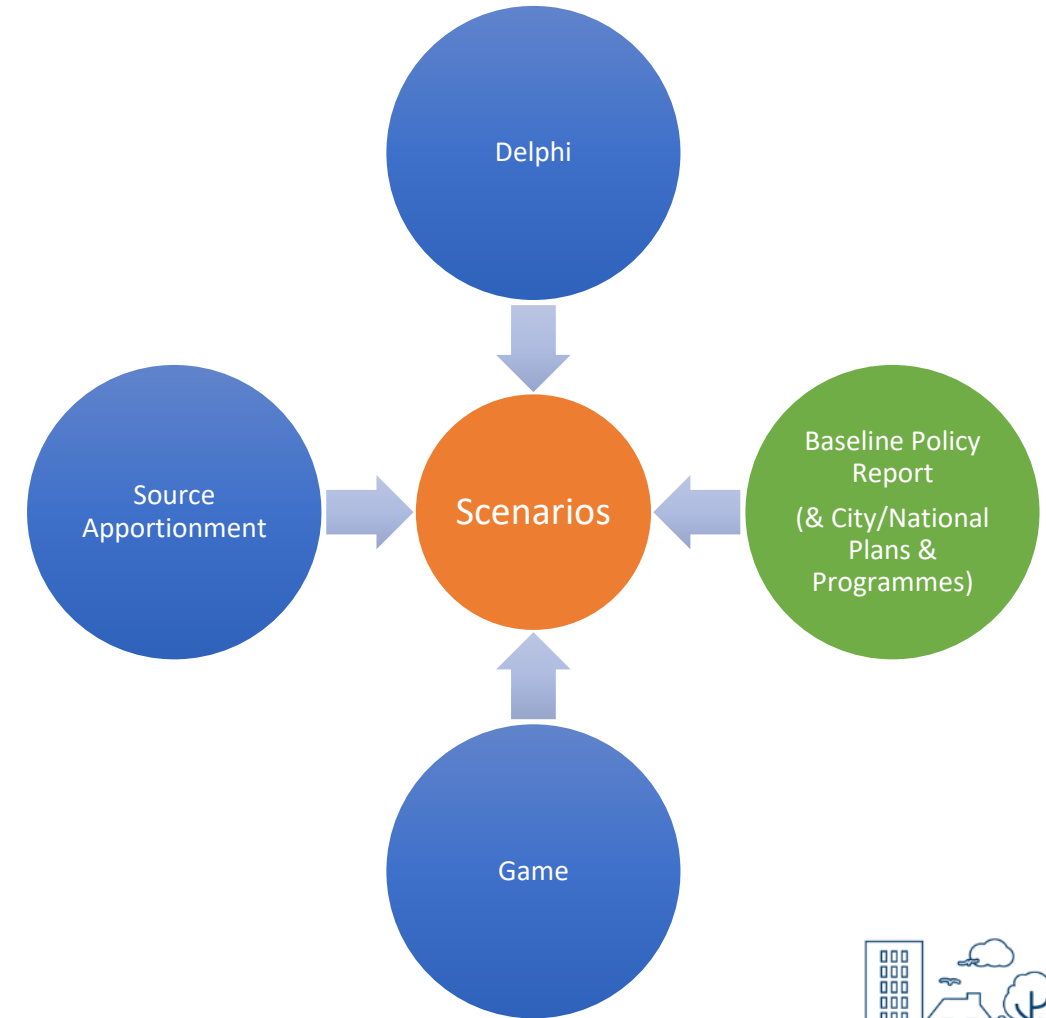 Delphi
Source
Apportionment
Scenarios
Baseline Policy
Report
(& City/National
Plans &
Programmes)
Game